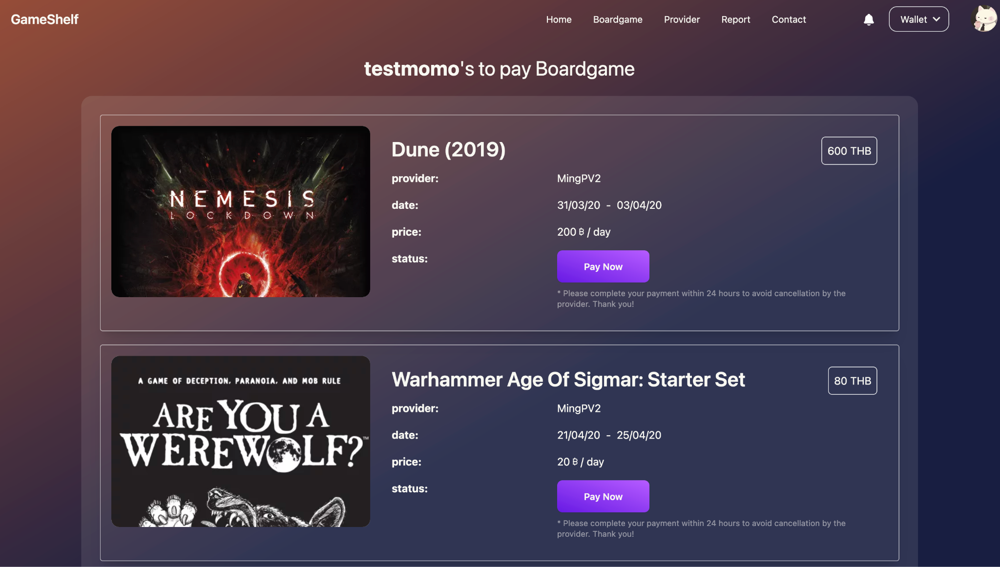 GameShelf
Home Boardgame Provider Report Contact Wallet
testmomo's to pay Boardgame
NEMESIS
LOCKDOWN
Dune (2019)
600 THB
provider: MingPV2
date: 31/03/20 - 03/04/20
price: 200 ฿ / day
status: Pay Now
* Please complete your payment within 24 hours to avoid cancellation by the
provider. Thank you!
A GAME OF DECEPTION, PARANOIA, AND MOB RULE
ARE YOU A
WEREWOLF?™
Warhammer Age Of Sigmar: Starter Set
80 THB
provider: MingPV2
date: 21/04/20 - 25/04/20
price: 20 ฿ / day
status: Pay Now
* Please complete your payment within 24 hours to avoid cancellation by the
provider. Thank you!